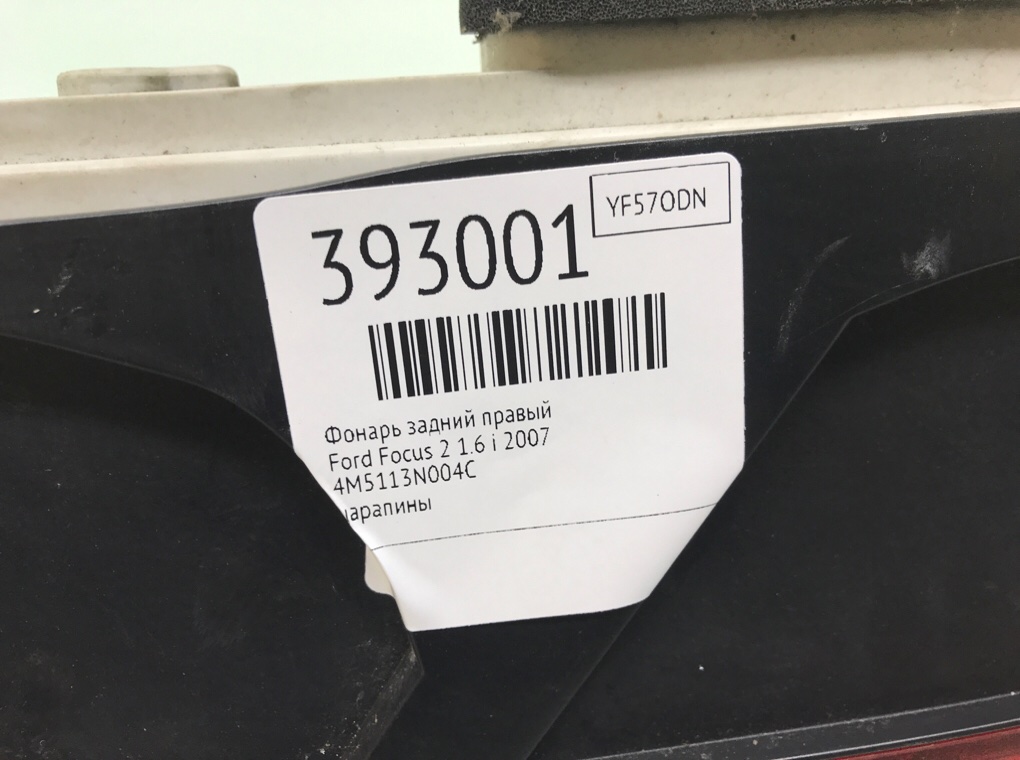 393001
YF57ODN
Фонарь задний правый
Ford Focus 2 1.6 i 2007
4M5113N004C
царапины